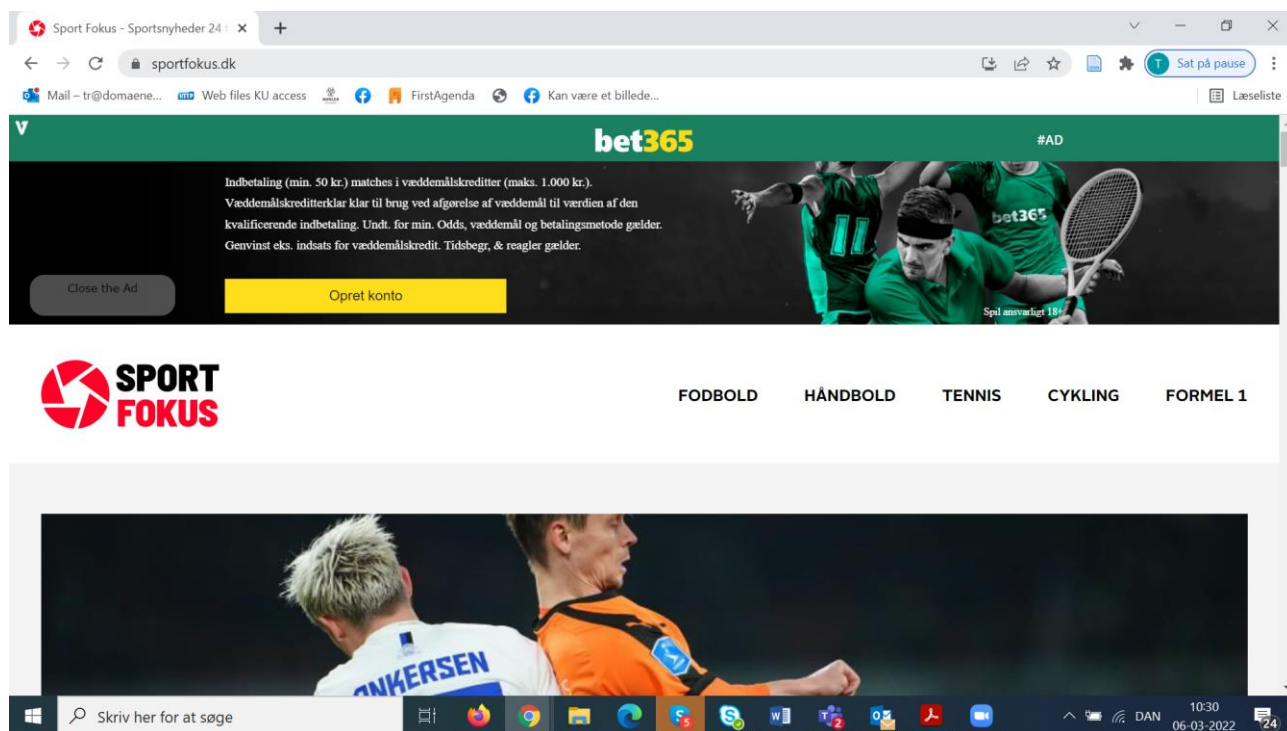 Sport Fokus - Sportsnyheder 24 t
sportfokus.dk
Sat på pause
T
Mail – tr@domaene...
Web files KU access
FirstAgenda
Kan være et billede...
Læseliste
V
bet365
#AD
Indbetaling (min. 50 kr.) matches i væddemålskreditter (maks. 1.000 kr.).
Væddemålskreditterklar klar til brug ved afgørelse af væddemål til værdien af den
kvalificerende indbetaling. Undt. for min. Odds, væddemål og betalingsmetode gælder.
Genvinst eks. indsats for væddemålskredit. Tidsbegr, & reagler gælder.
11
bet365
Close the Ad
Opret konto
Spil ansvarligt 18+
SPORT
FOKUS
FODBOLD HÅNDBOLD TENNIS CYKLING FORMEL 1
ANKERSEN
Skriv her for at søge
DAN
10:30
06-03-2022
24